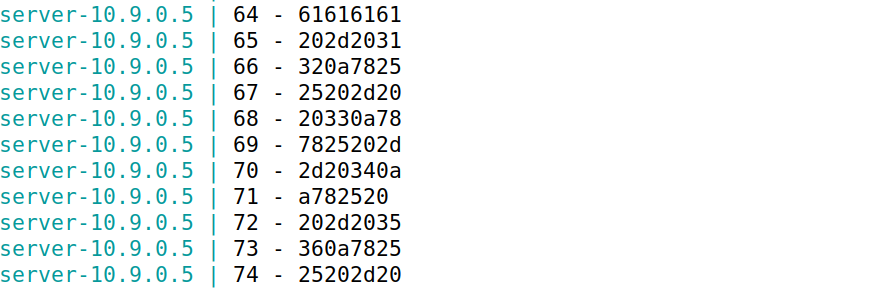 server-10.9.0.5 | 64 - 61616161
server-10.9.0.5 | 65 - 202d2031
server-10.9.0.5 | 66 - 320a7825
server-10.9.0.5 | 67 - 25202d20
server-10.9.0.5 | 68 - 20330a78
server-10.9.0.5 | 69 - 7825202d
server-10.9.0.5 | 70 - 2d20340a
server-10.9.0.5 | 71 - a782520
server-10.9.0.5 | 72 - 202d2035
server-10.9.0.5 | 73 - 360a7825
server-10.9.0.5 | 74 - 25202d20